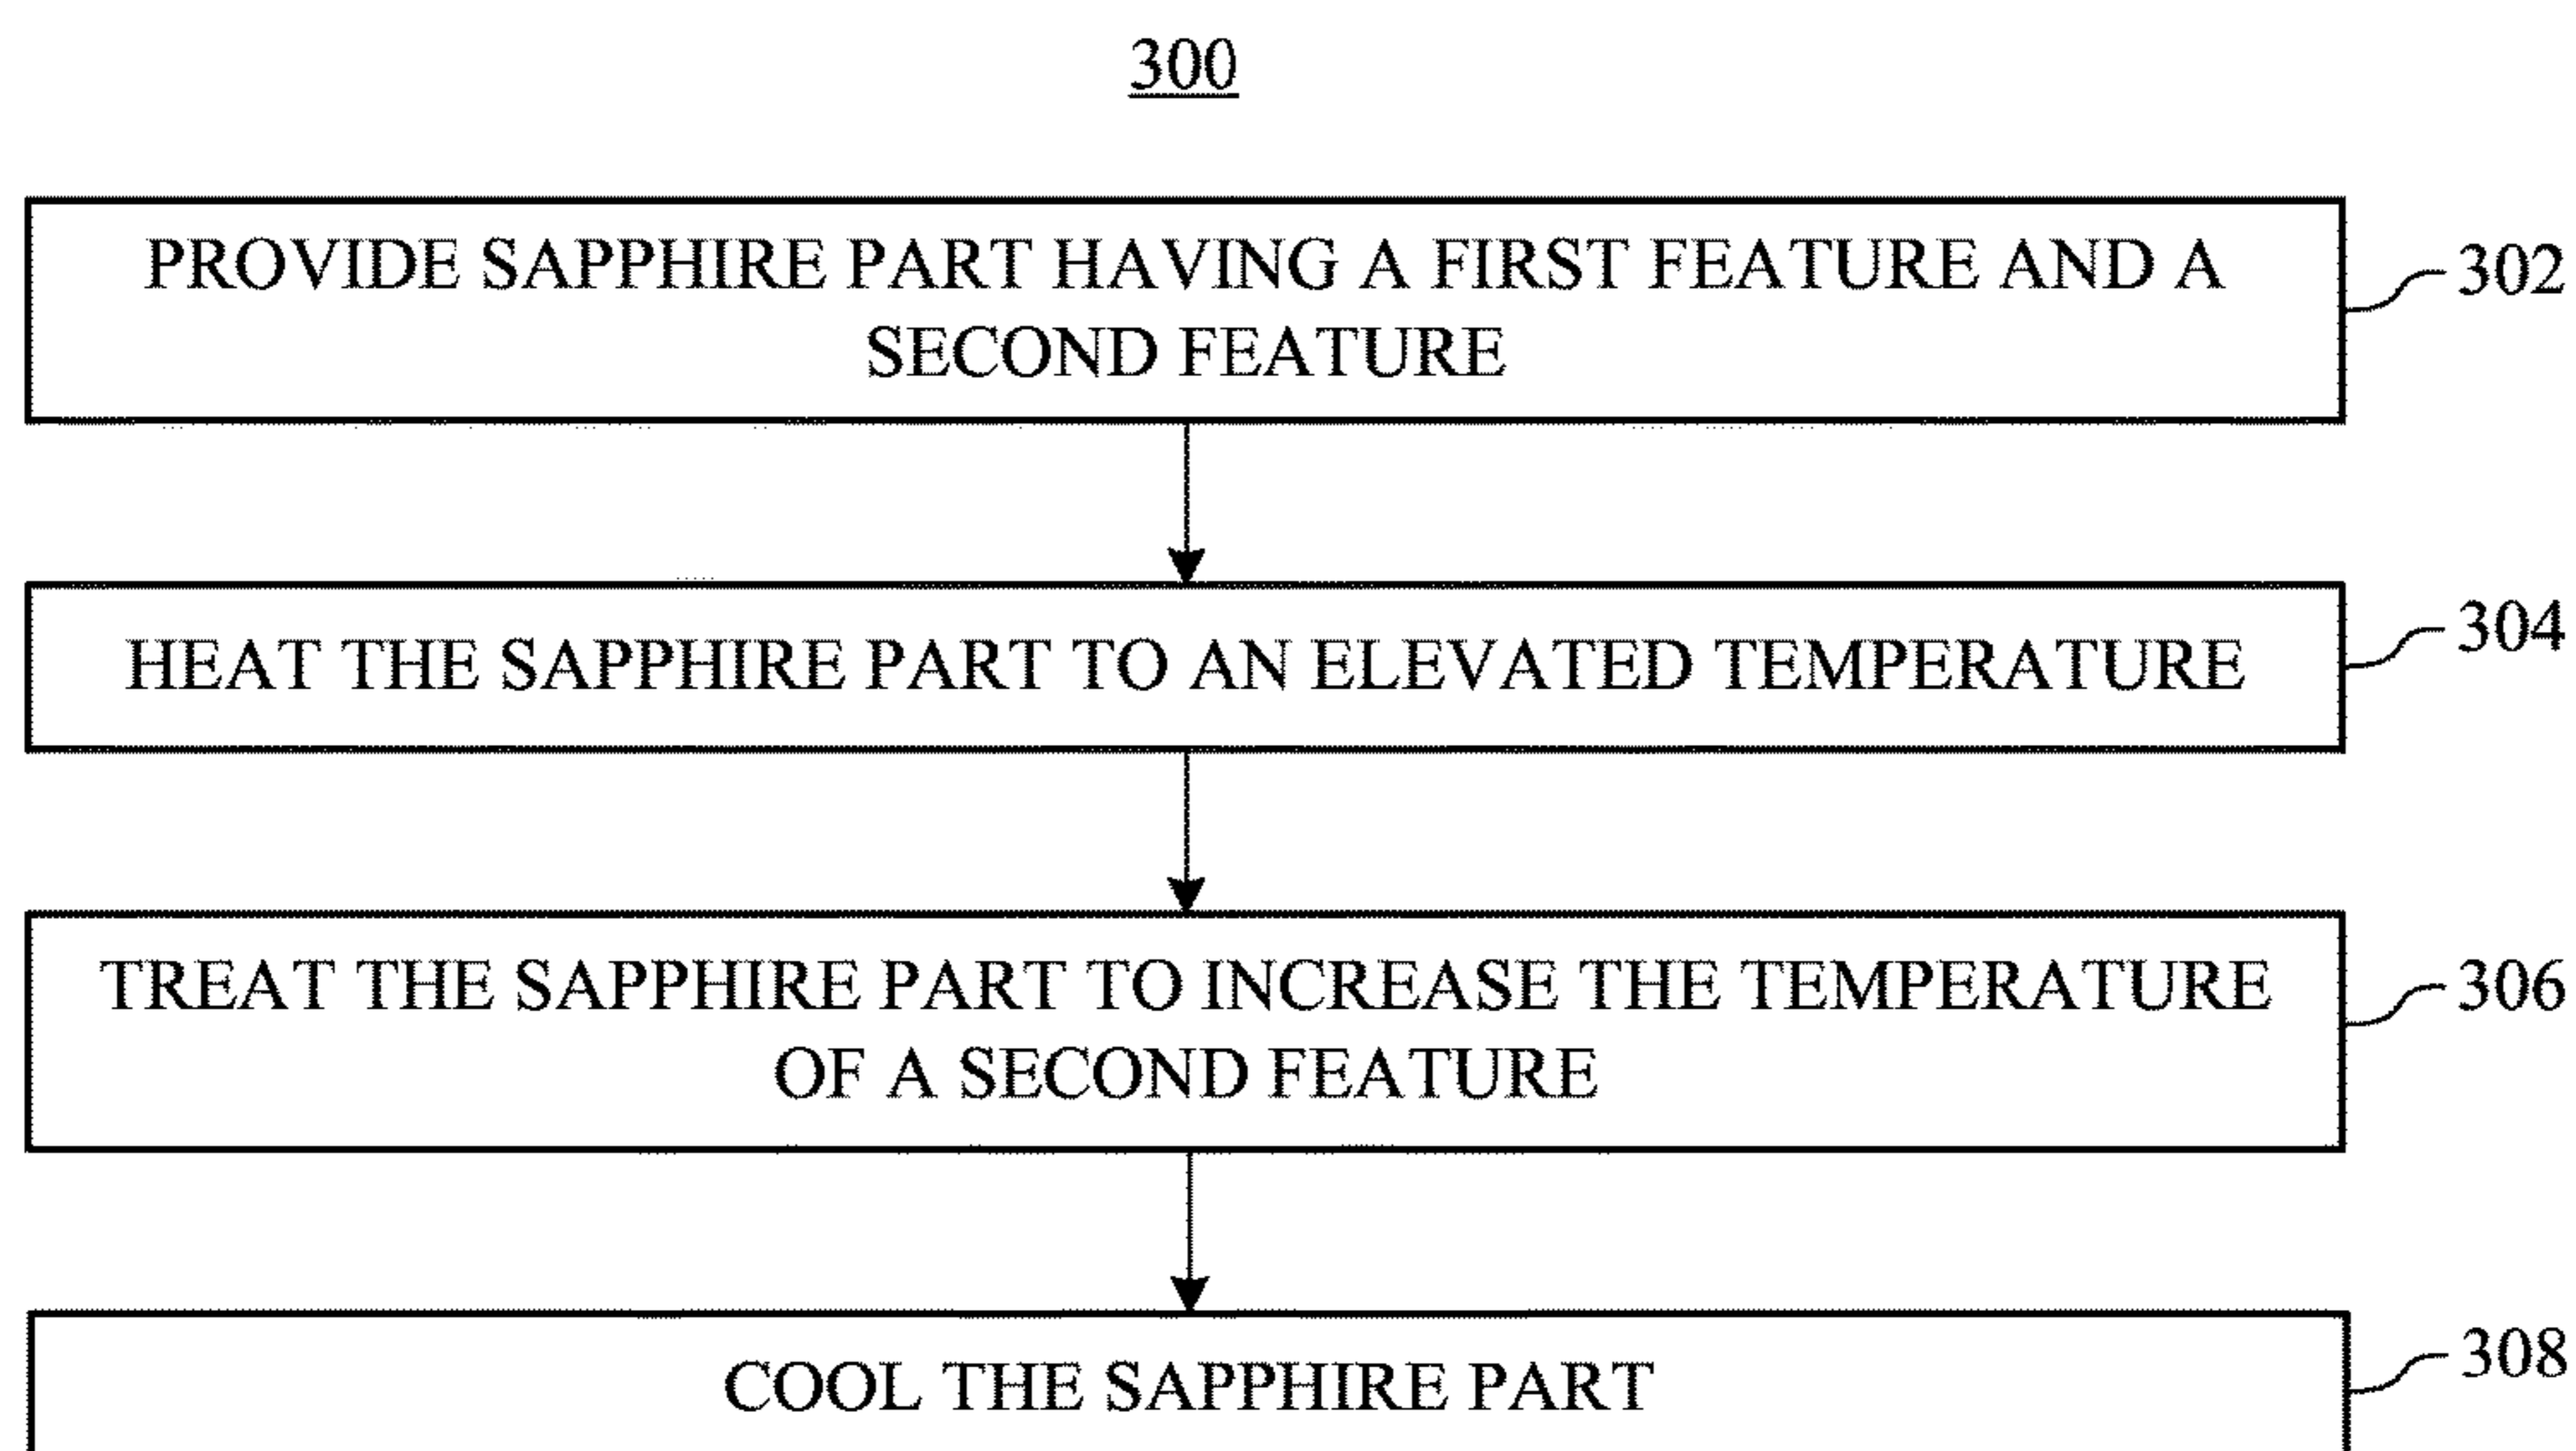 300
PROVIDE SAPPHIRE PART HAVING A FIRST FEATURE AND A
SECOND FEATURE
302
HEAT THE SAPPHIRE PART TO AN ELEVATED TEMPERATURE
304
TREAT THE SAPPHIRE PART TO INCREASE THE TEMPERATURE
OF A SECOND FEATURE
306
COOL THE SAPPHIRE PART
308